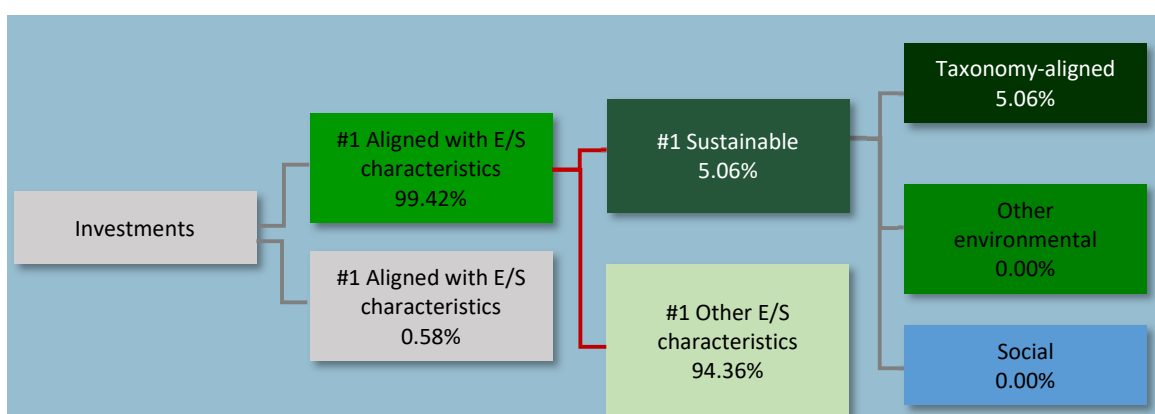 Investments
#1 Aligned with E/S
characteristics
99.42%
#1 Aligned with E/S
characteristics
0.58%
#1 Sustainable
5.06%
#1 Other E/S
characteristics
94.36%
Taxonomy-aligned
5.06%
Other
environmental
0.00%
Social
0.00%